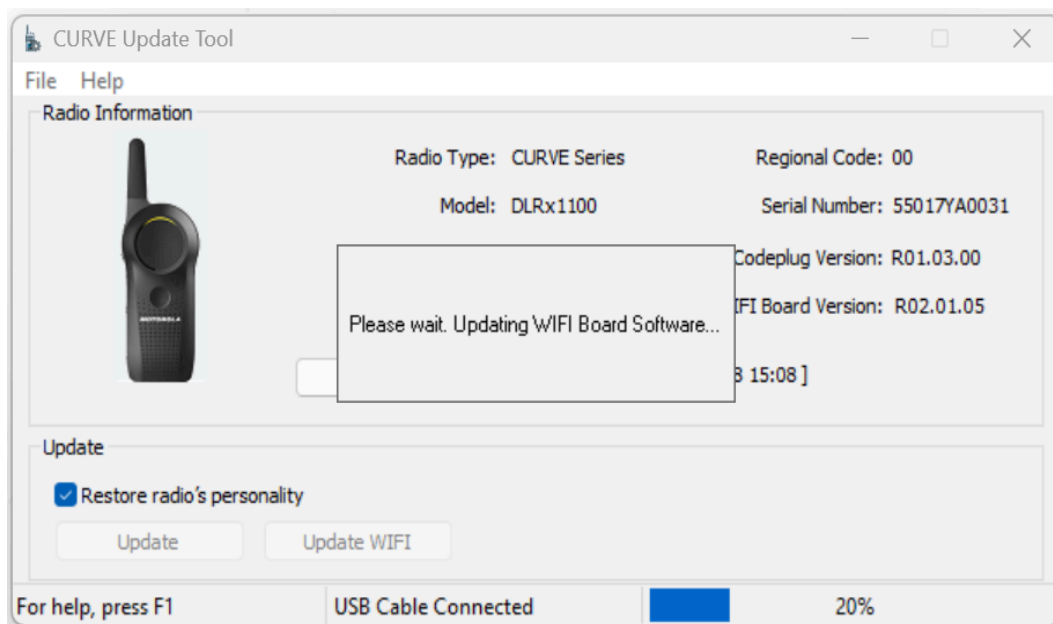 CURVE Update Tool
File Help
Radio Information
Radio Type: CURVE Series Regional Code: 00
Model: DLRx1100 Serial Number: 55017YA0031
Codeplug Version: R01.03.00
IFI Board Version: R02.01.05
Please wait. Updating WIFI Board Software...
15:08 ]
MOTOROLA
Update
Restore radio's personality
Update Update WIFI
For help, press F1 USB Cable Connected 20%